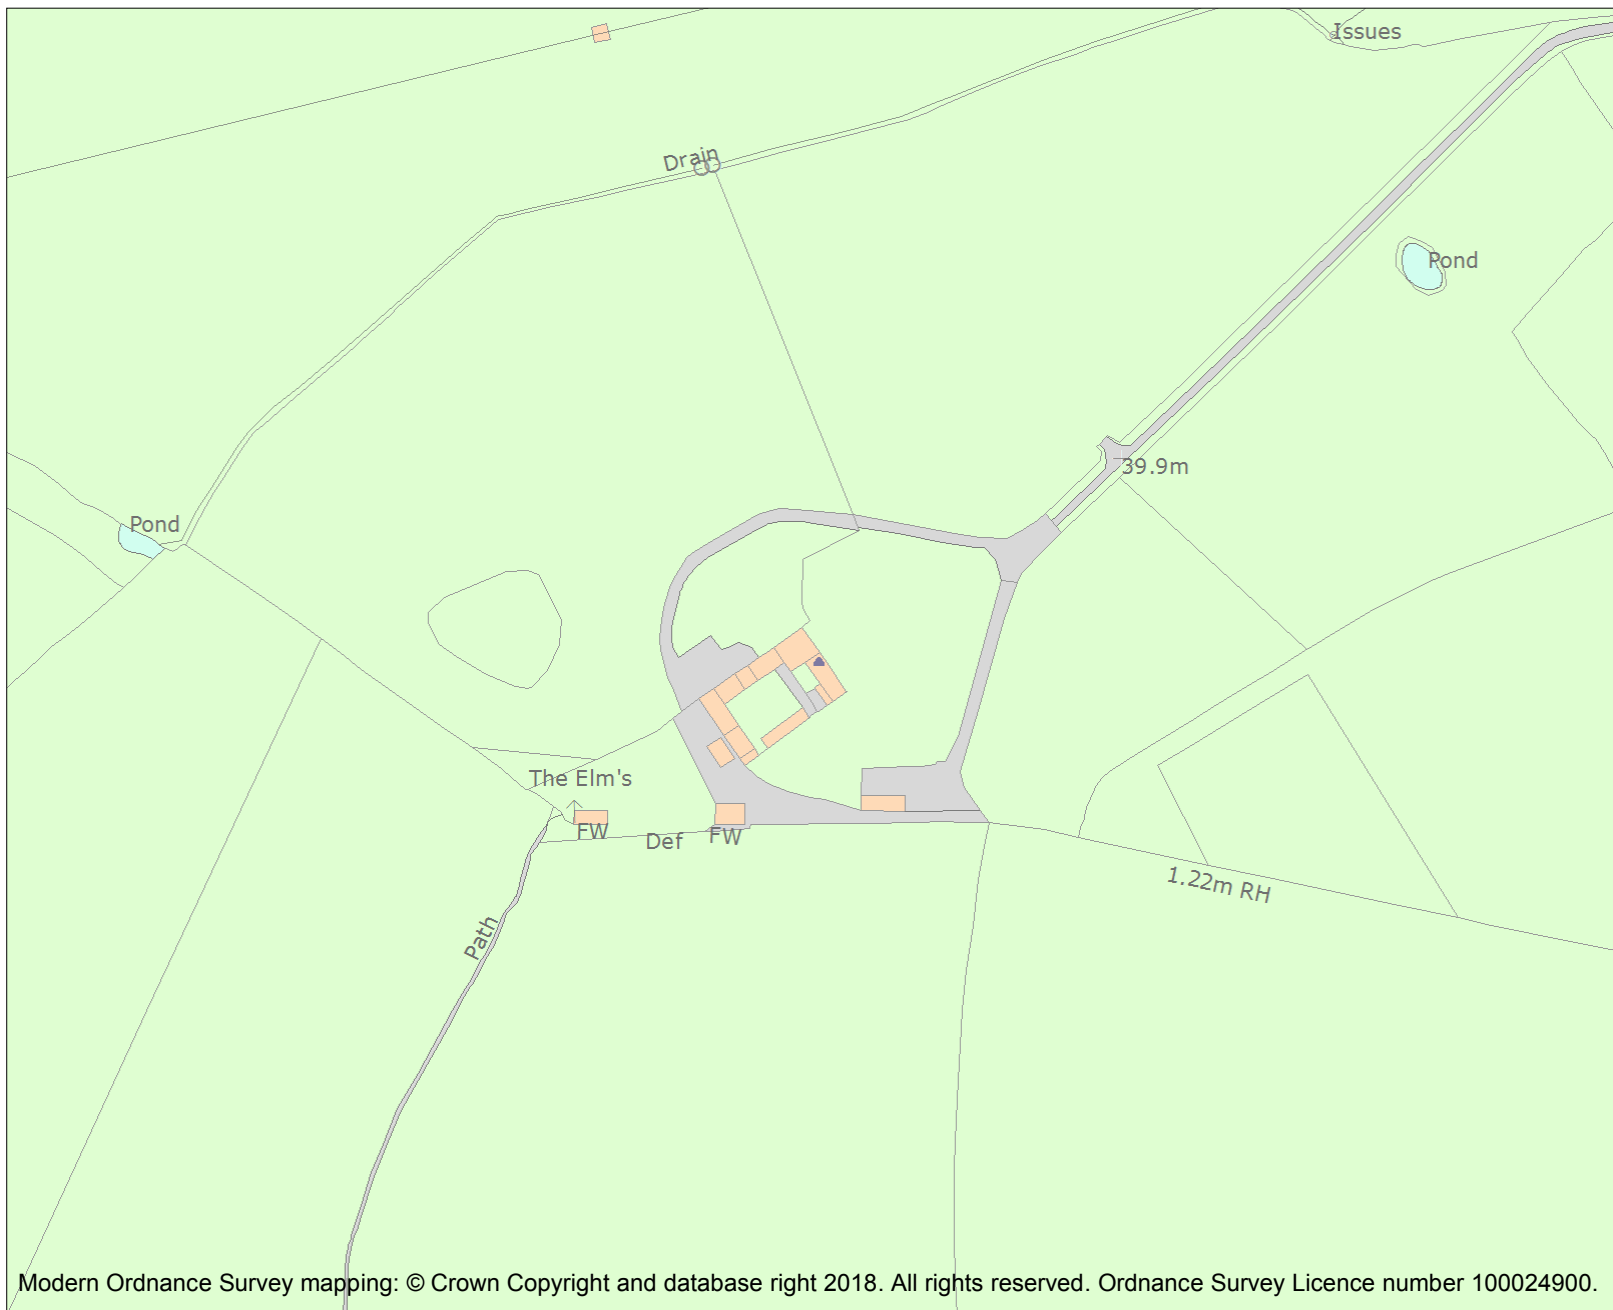 Issues
Drain
Pond
39.9m
Pond
The Elm's
FW
Def
FW
1.22m RH
Path
Modern Ordnance Survey mapping: © Crown Copyright and database right 2018. All rights reserved. Ordnance Survey Licence number 100024900.